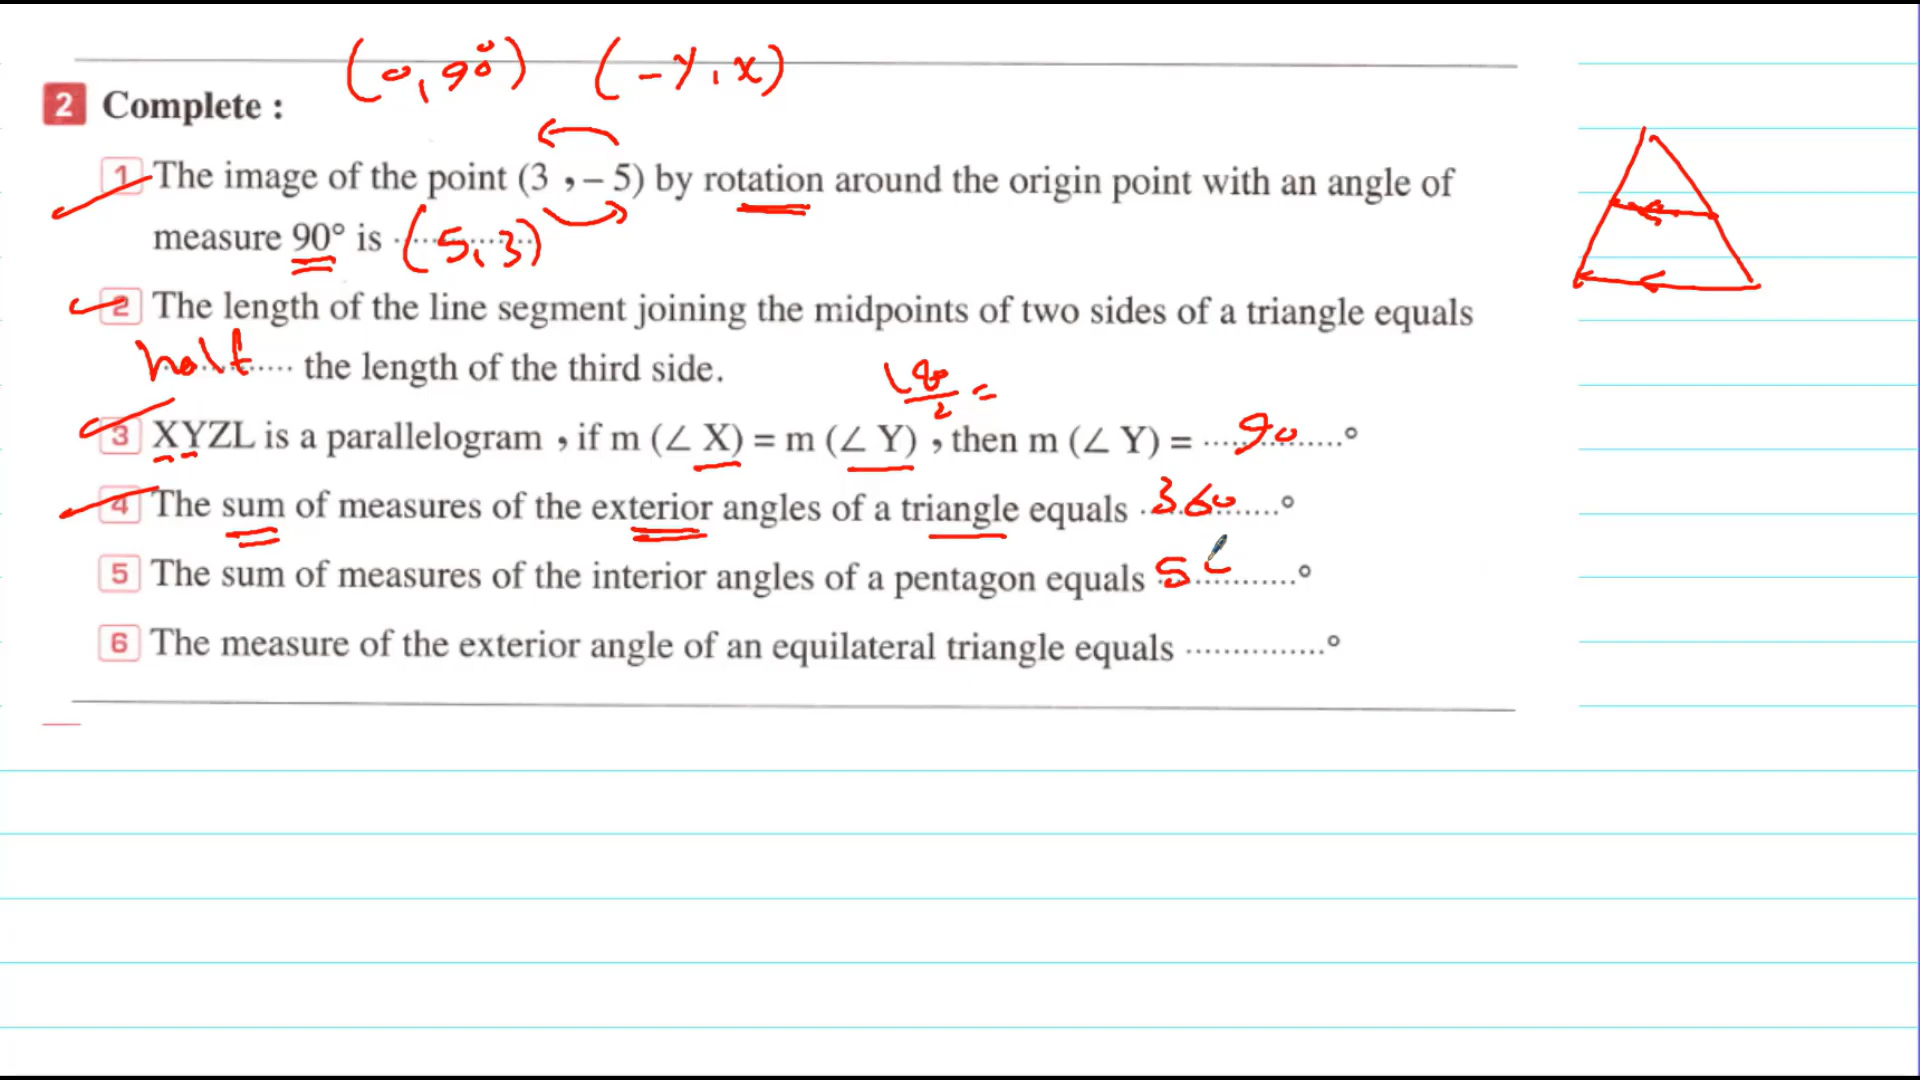 (0, 90°) (-y, x)
2 Complete :
1 The image of the point (3 , – 5) by rotation around the origin point with an angle of
measure 90° is (5, 3)
2 The length of the line segment joining the midpoints of two sides of a triangle equals
half ........ the length of the third side.
180/2 =
3 XYZL is a parallelogram , if m (∠ X) = m (∠ Y) , then m (∠ Y) = 90 °
4 The sum of measures of the exterior angles of a triangle equals 360 °
5 The sum of measures of the interior angles of a pentagon equals 5 ............°
6 The measure of the exterior angle of an equilateral triangle equals ...............°